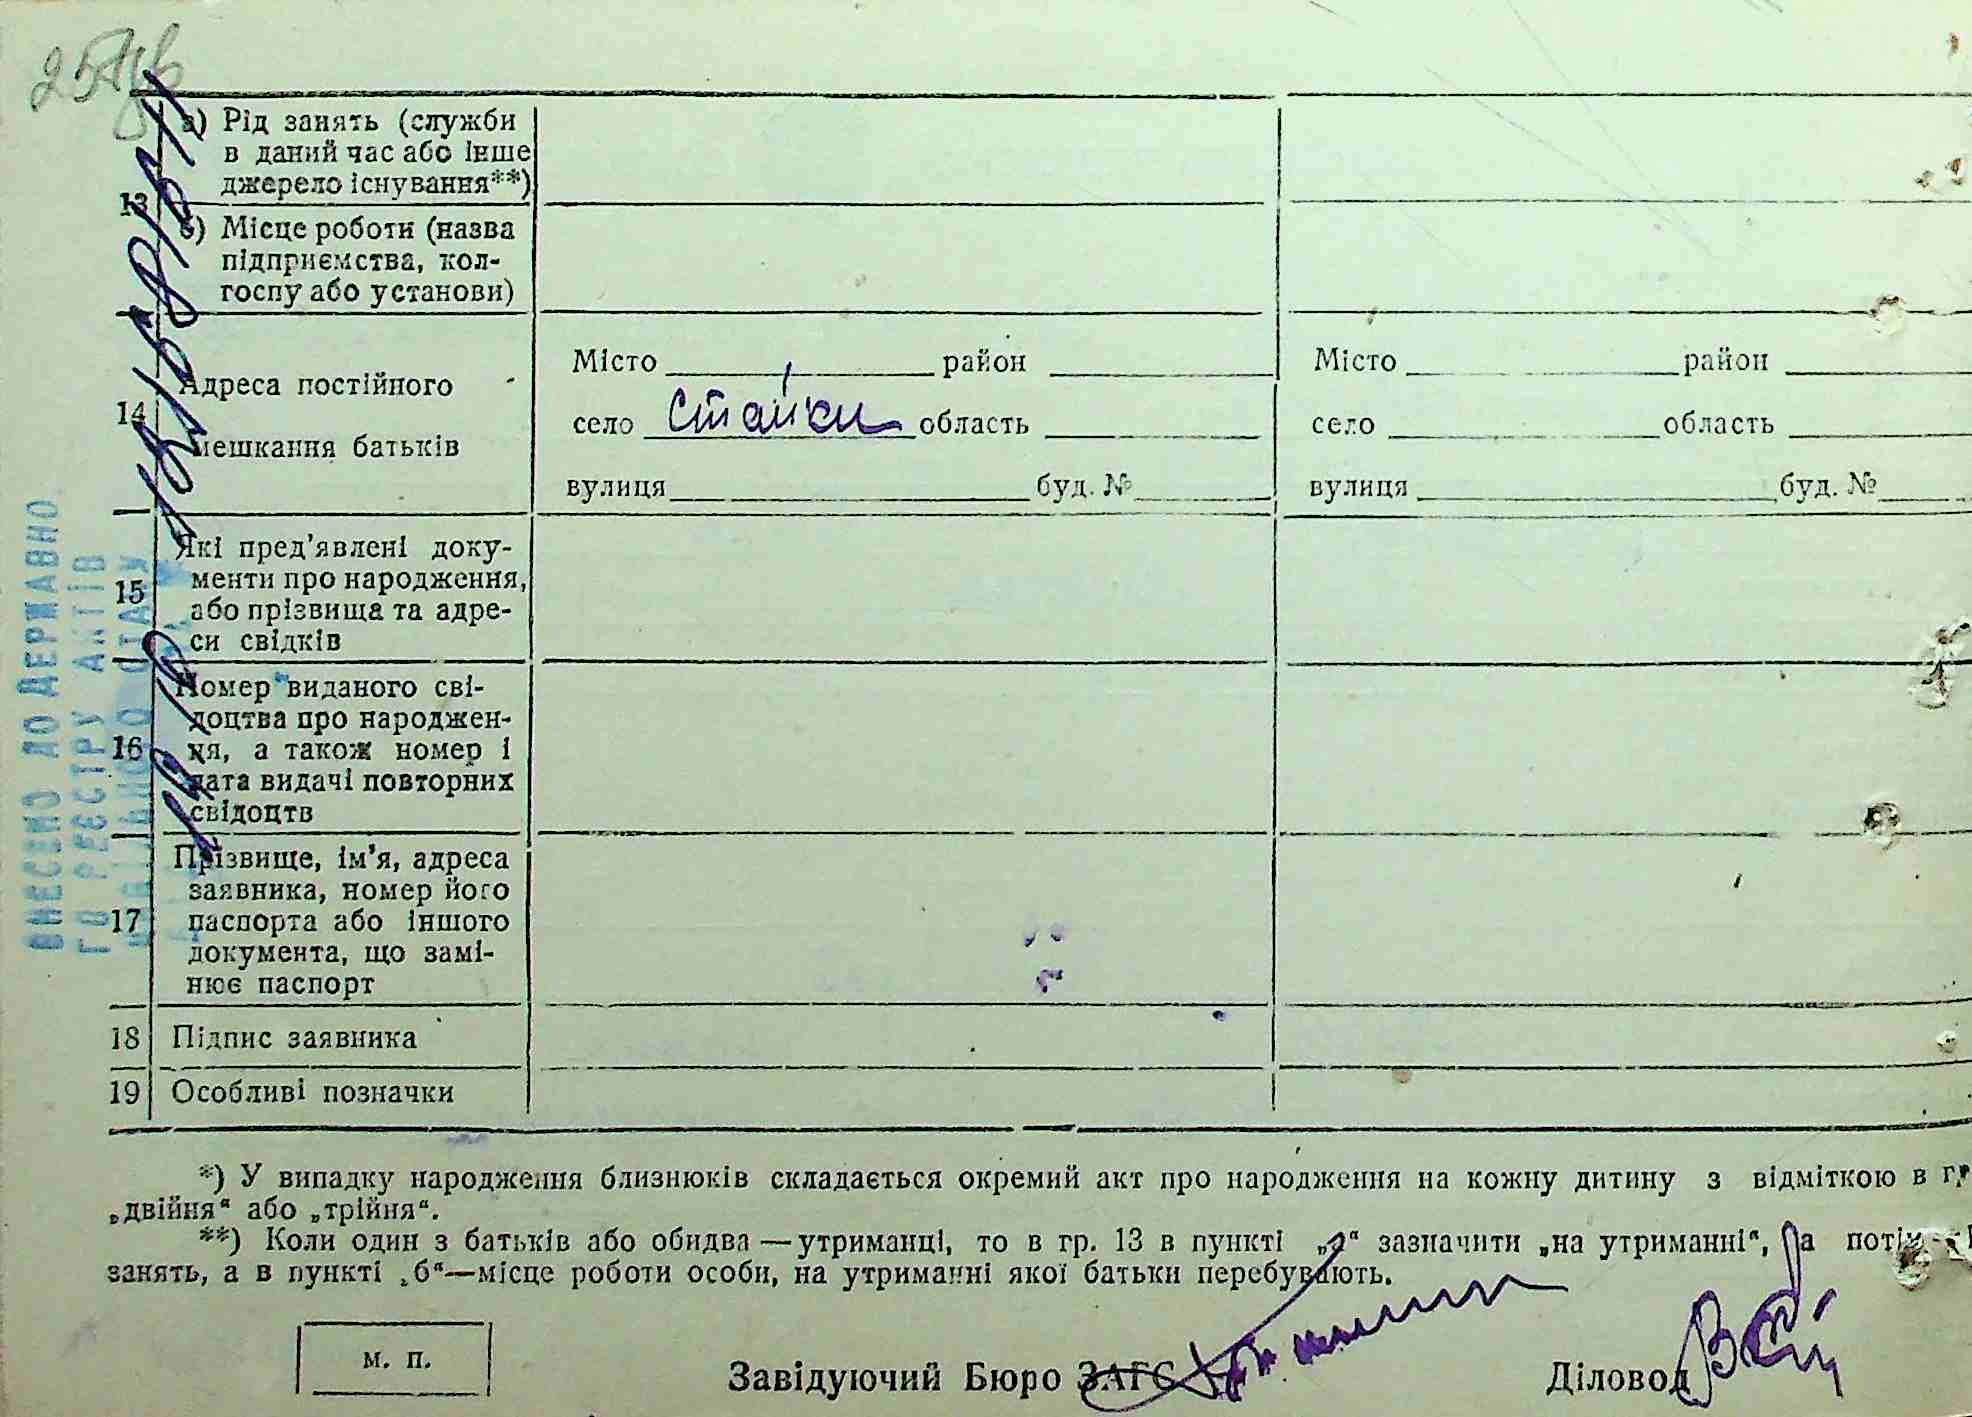 13
а) Рід занять (служби
в даний час або інше
джерело існування**)
б) Місце роботи (назва
підприємства, кол-
госпу або установи)
14
Адреса постійного
мешкання батьків
Місто район
село Стайки область
вулиця буд. №
Місто район
село область
вулиця буд. №
15
Які пред'явлені доку-
менти про народження,
або прізвища та адре-
си свідків
16
Номер виданого сві-
доцтва про народжен-
ня, а також номер і
дата видачі повторних
свідоцтв
17
Прізвище, ім'я, адреса
заявника, номер його
паспорта або іншого
документа, що замі-
нює паспорт
18 Підпис заявника
19 Особливі позначки
ВНЕСЕНО ДО ДЕРЖАВНО
ГО РЕЄСТРУ АКТІВ
ЦИВІЛЬНОГО СТАНУ
*) У випадку народження близнюків складається окремий акт про народження на кожну дитину з відміткою в гр
„двійня“ або „трійня“.
**) Коли один з батьків або обидва—утриманці, то в гр. 13 в пункті „а“ зазначити „на утриманні“, а потім
занять, а в пункті „б“—місце роботи особи, на утриманні якої батьки перебувають.
м. п.
Завідуючий Бюро ЗАГС
Діловод